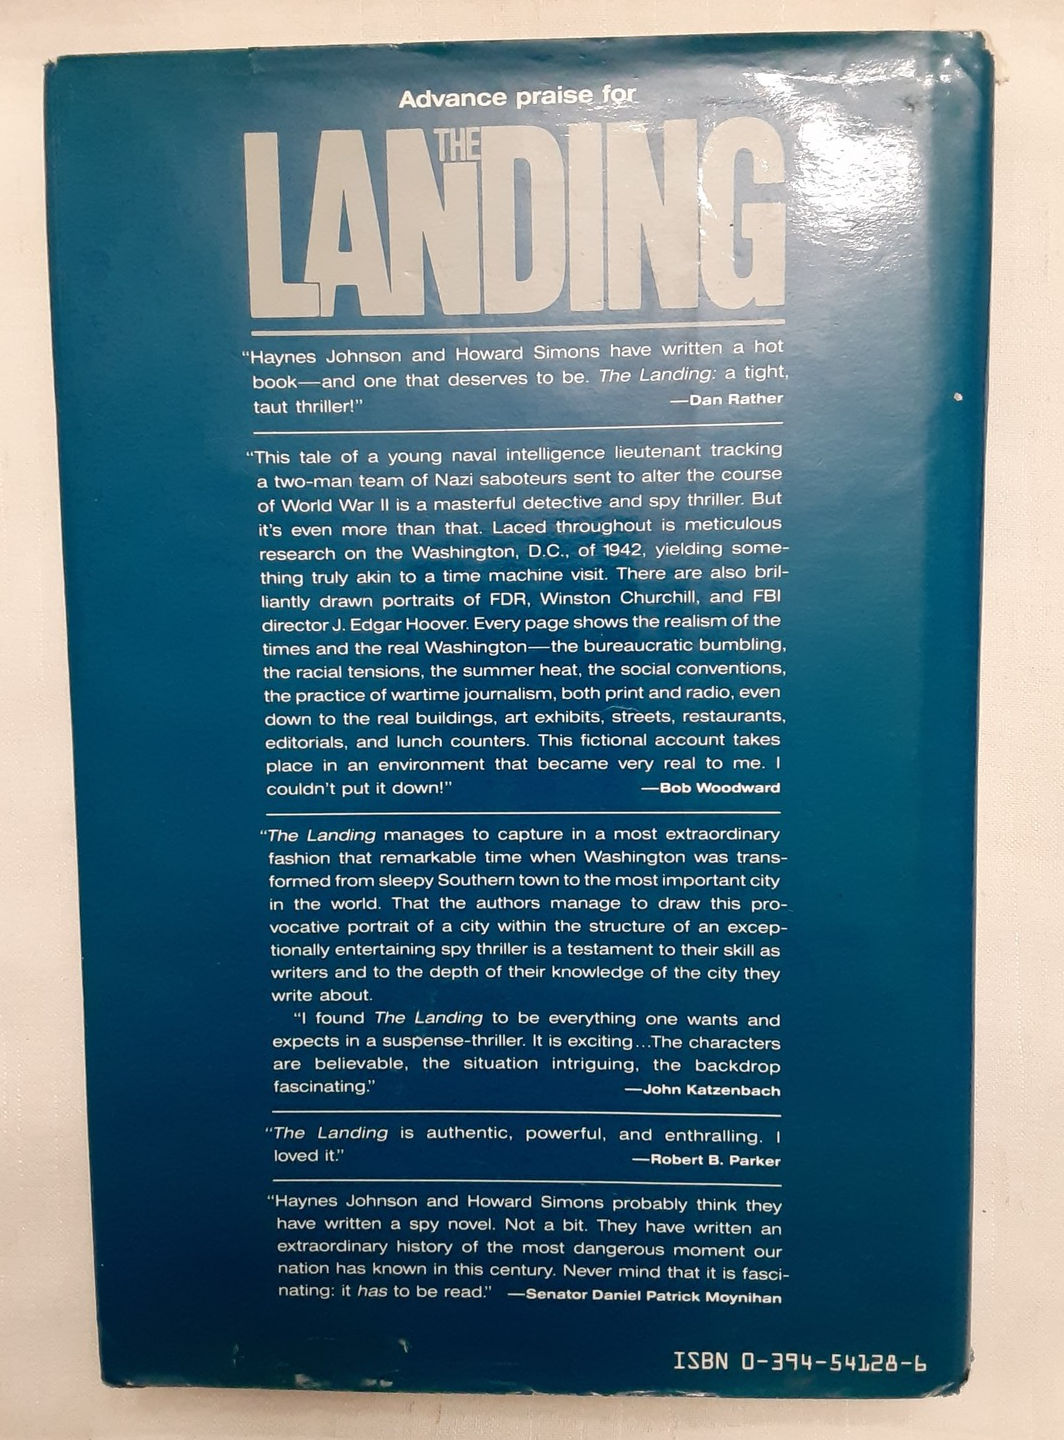 Advance praise for
THE
LANDING
“Haynes Johnson and Howard Simons have written a hot
book—and one that deserves to be. The Landing: a tight,
taut thriller!” —Dan Rather
“This tale of a young naval intelligence lieutenant tracking
a two-man team of Nazi saboteurs sent to alter the course
of World War II is a masterful detective and spy thriller. But
it’s even more than that. Laced throughout is meticulous
research on the Washington, D.C., of 1942, yielding some-
thing truly akin to a time machine visit. There are also bril-
liantly drawn portraits of FDR, Winston Churchill, and FBI
director J. Edgar Hoover. Every page shows the realism of the
times and the real Washington—the bureaucratic bumbling,
the racial tensions, the summer heat, the social conventions,
the practice of wartime journalism, both print and radio, even
down to the real buildings, art exhibits, streets, restaurants,
editorials, and lunch counters. This fictional account takes
place in an environment that became very real to me. I
couldn’t put it down!” —Bob Woodward
“The Landing manages to capture in a most extraordinary
fashion that remarkable time when Washington was trans-
formed from sleepy Southern town to the most important city
in the world. That the authors manage to draw this pro-
vocative portrait of a city within the structure of an excep-
tionally entertaining spy thriller is a testament to their skill as
writers and to the depth of their knowledge of the city they
write about.
“I found The Landing to be everything one wants and
expects in a suspense-thriller. It is exciting...The characters
are believable, the situation intriguing, the backdrop
fascinating.” —John Katzenbach
“The Landing is authentic, powerful, and enthralling. I
loved it.” —Robert B. Parker
“Haynes Johnson and Howard Simons probably think they
have written a spy novel. Not a bit. They have written an
extraordinary history of the most dangerous moment our
nation has known in this century. Never mind that it is fasci-
nating: it has to be read.” —Senator Daniel Patrick Moynihan
ISBN 0-394-54128-6